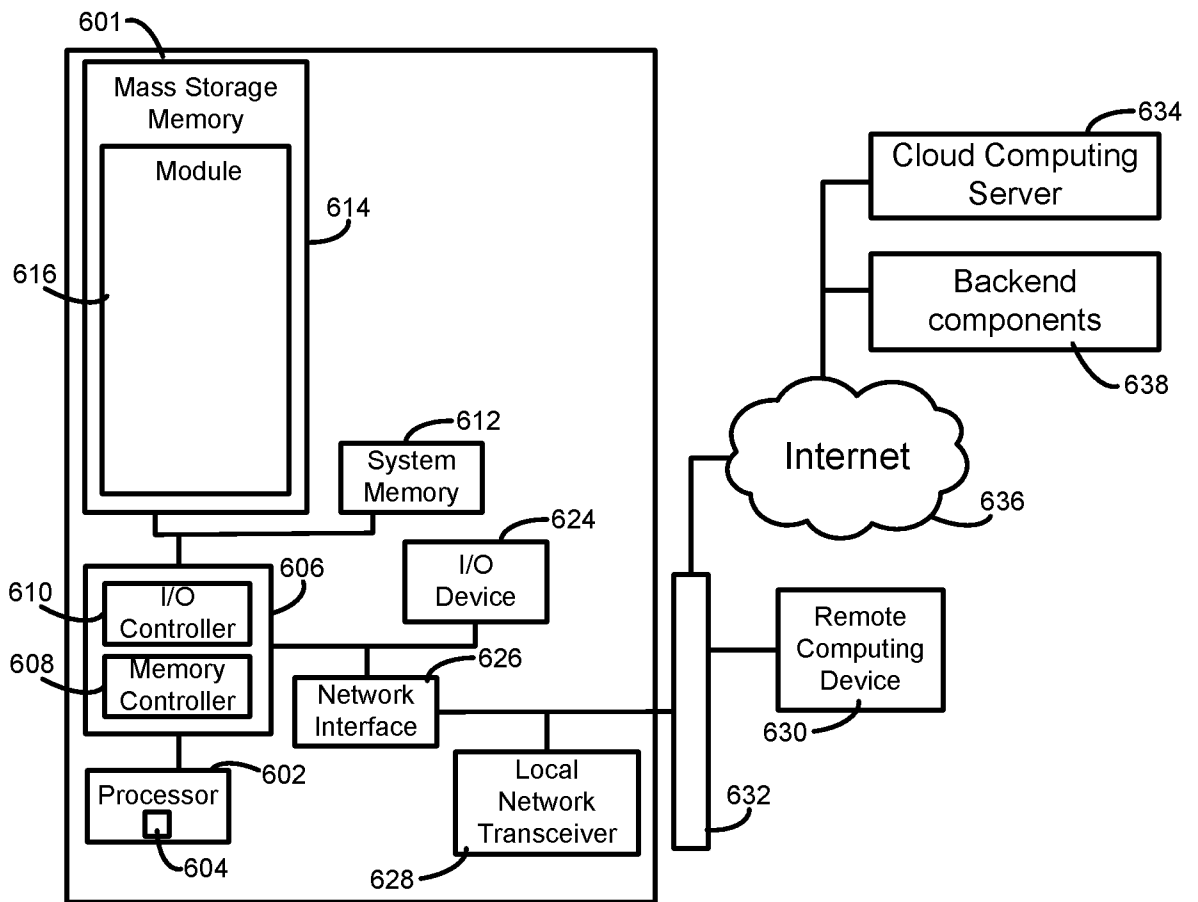 601
Mass Storage
Memory
Module
614
616
612
System
Memory
624
I/O
Device
606
610
I/O
Controller
608
Memory
Controller
626
Network
Interface
602
Processor
604
Local
Network
Transceiver
628
634
Cloud Computing
Server
Backend
components
638
Internet
636
Remote
Computing
Device
630
632